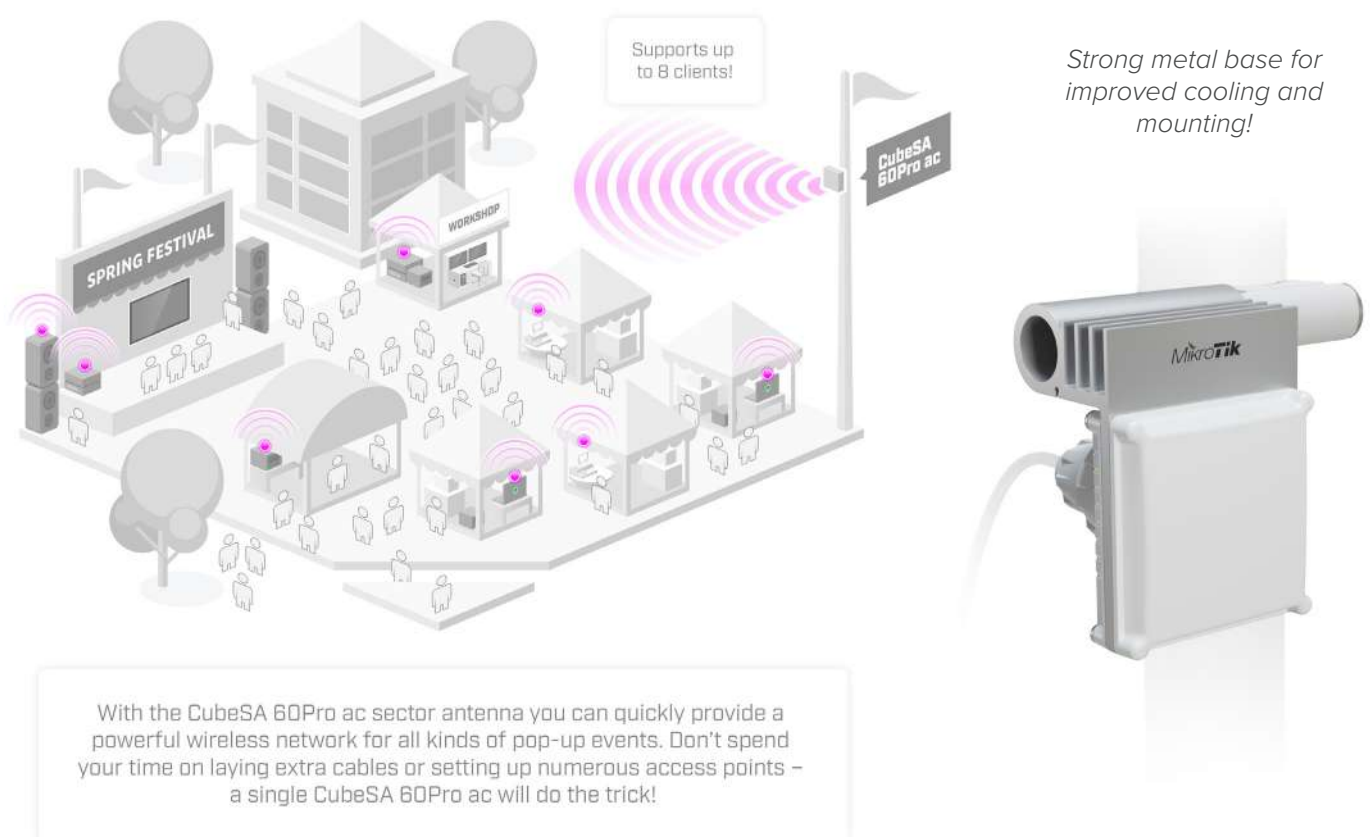 Supports up
to 8 clients!
Strong metal base for
improved cooling and
mounting!
CubeSA
60Pro ac
WORKSHOP
SPRING FESTIVAL
MikroTik
With the CubeSA 60Pro ac sector antenna you can quickly provide a
powerful wireless network for all kinds of pop-up events. Don't spend
your time on laying extra cables or setting up numerous access points –
a single CubeSA 60Pro ac will do the trick!